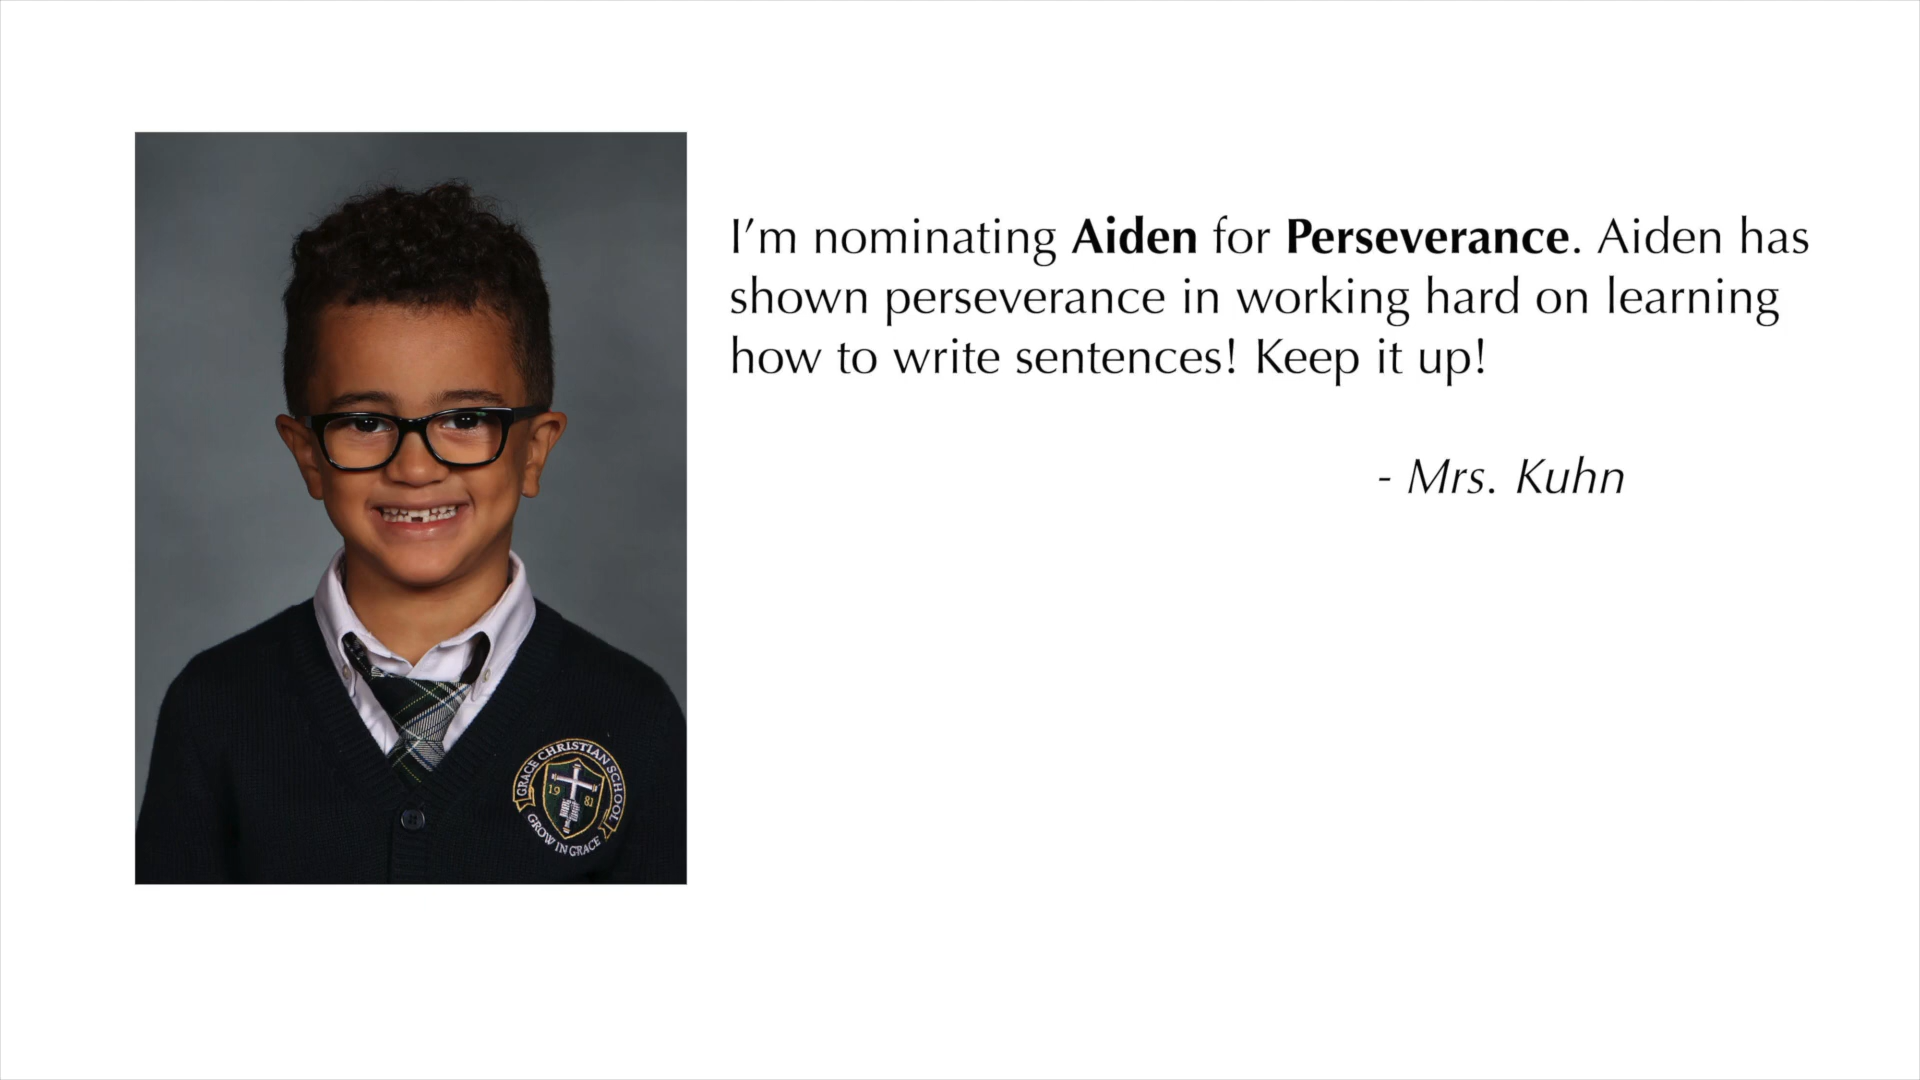 I'm nominating Aiden for Perseverance. Aiden has
shown perseverance in working hard on learning
how to write sentences! Keep it up!
- Mrs. Kuhn
GRACE CHRISTIAN SCHOOL
19 81
GROW IN GRACE